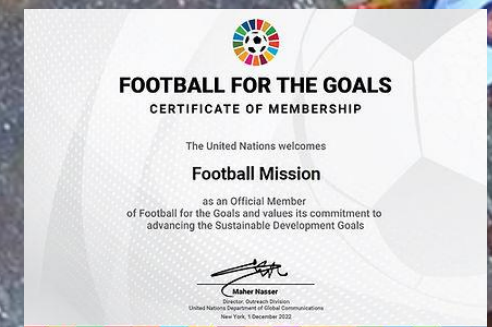 FOOTBALL FOR THE GOALS
CERTIFICATE OF MEMBERSHIP
The United Nations welcomes
Football Mission
as an Official Member
of Football for the Goals and values its commitment to
advancing the Sustainable Development Goals
Maher Nasser
Director, Outreach Division
United Nations Department of Global Communications
New York, 1 December 2022